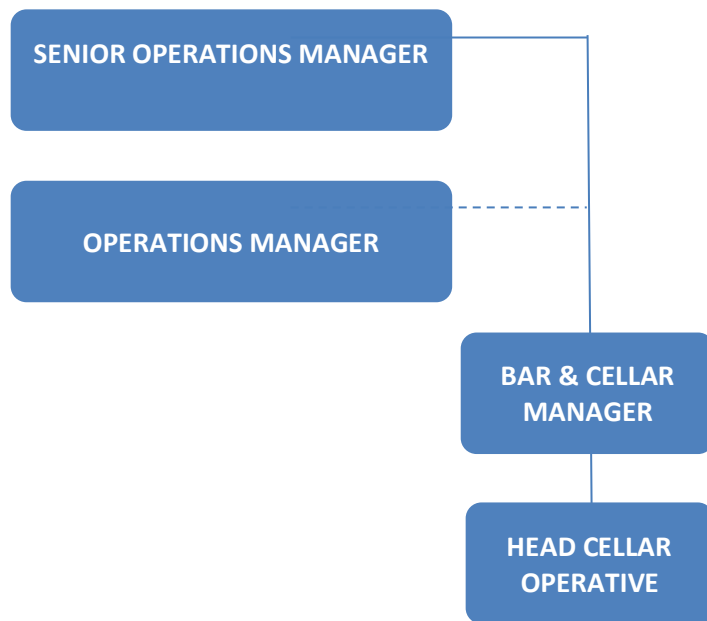 SENIOR OPERATIONS MANAGER
OPERATIONS MANAGER
BAR & CELLAR
MANAGER
HEAD CELLAR
OPERATIVE